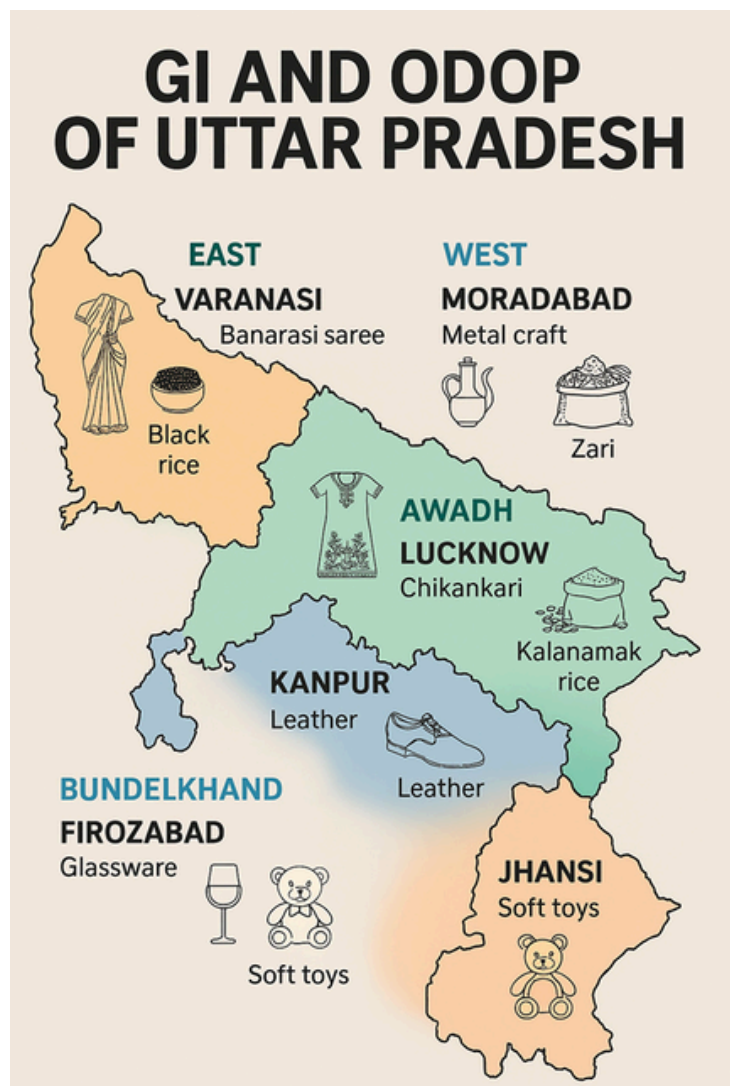 GI AND ODOP
OF UTTAR PRADESH
EAST
VARANASI
Banarasi saree
Black
rice
WEST
MORADABAD
Metal craft
Zari
AWADH
LUCKNOW
Chikankari
Kalanamak
rice
KANPUR
Leather
Leather
BUNDELKHAND
FIROZABAD
Glassware
Soft toys
JHANSI
Soft toys